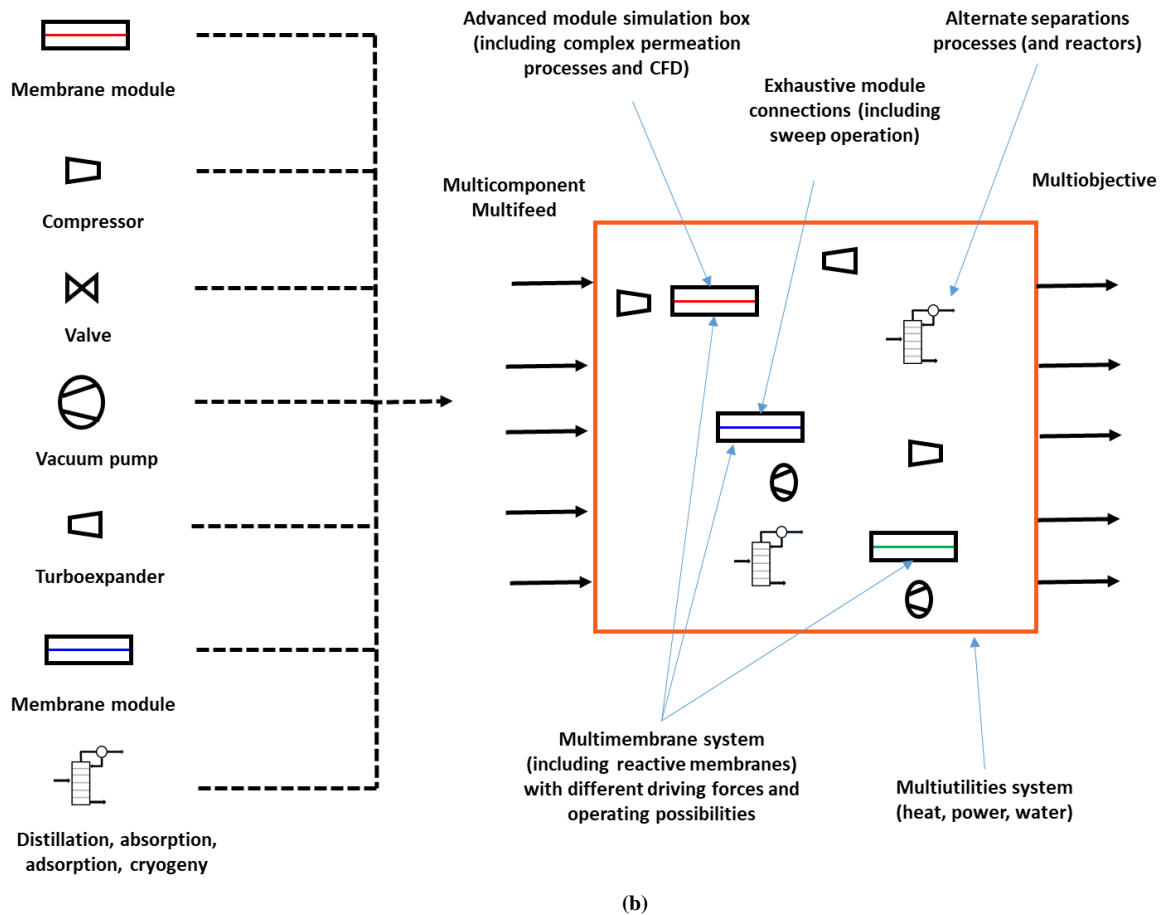 Membrane module
Compressor
Valve
Vacuum pump
Turboexpander
Membrane module
Distillation, absorption,
adsorption, cryogeny
Advanced module simulation box
(including complex permeation
processes and CFD)
Alternate separations
processes (and reactors)
Exhaustive module
connections (including
sweep operation)
Multicomponent
Multifeed
Multiobjective
Multimembrane system
(including reactive membranes)
with different driving forces and
operating possibilities
Multiutilities system
(heat, power, water)
(b)